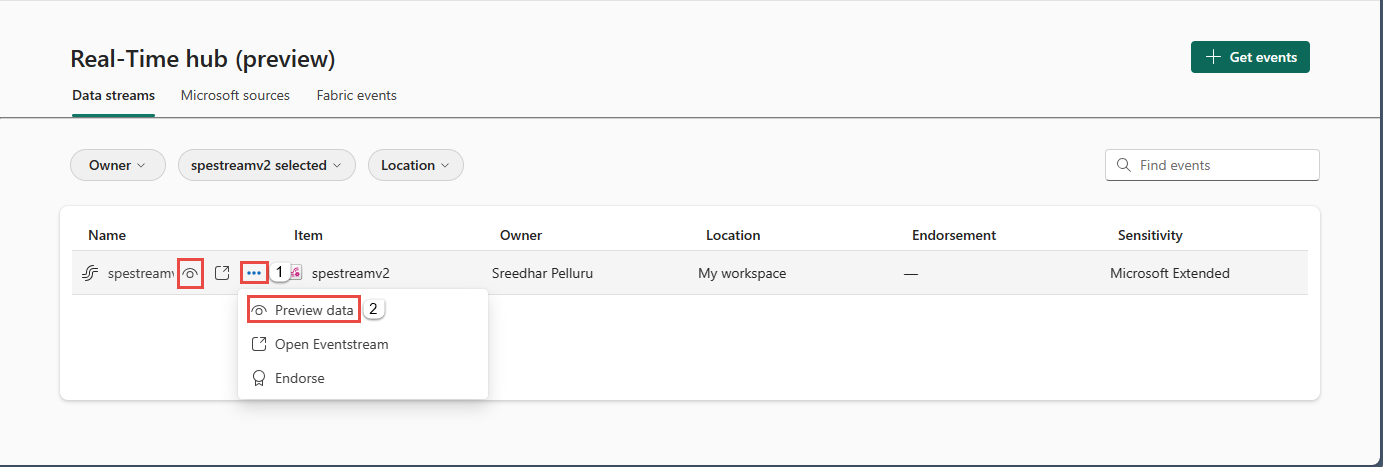 Real-Time hub (preview)
Get events
Data streams Microsoft sources Fabric events
Owner spestreamv2 selected Location Find events
Name Item Owner Location Endorsement Sensitivity
spestreamv 1 spestreamv2 Sreedhar Pelluru My workspace — Microsoft Extended
Preview data 2
Open Eventstream
Endorse